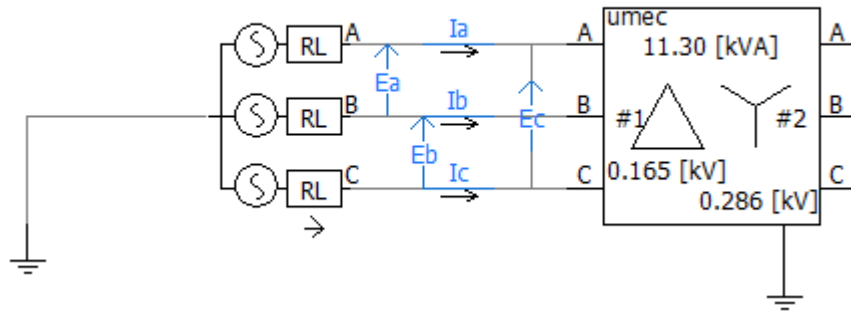 umec
A Ia A A
11.30 [kVA]
RL
Ea
B Ib B B
RL
#1 #2
Ec
Eb
C Ic C C
0.165 [kV]
RL
0.286 [kV]